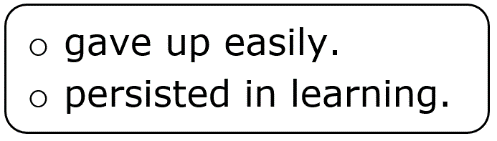 ○ gave up easily.
○ persisted in learning.